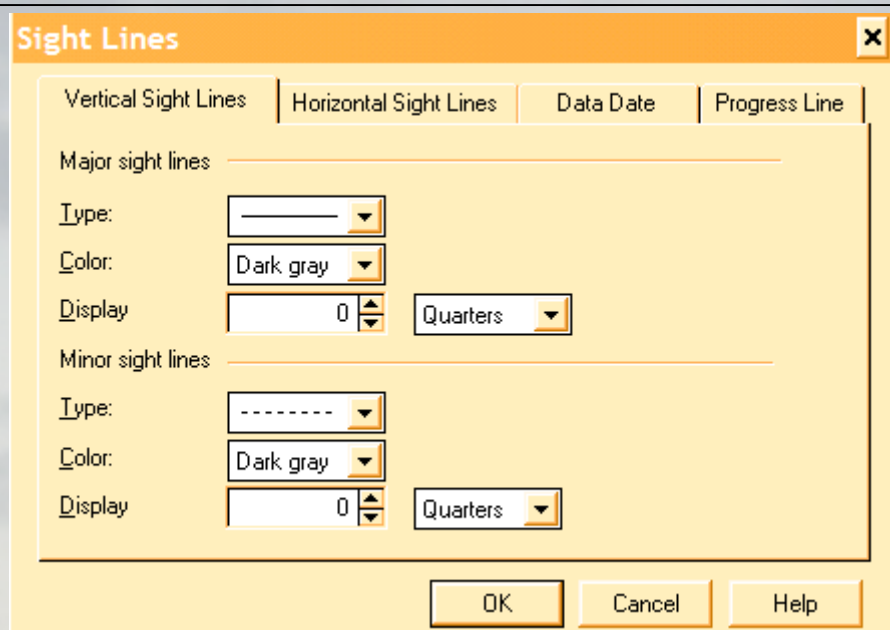 Sight Lines
Vertical Sight Lines
Horizontal Sight Lines
Data Date
Progress Line
Major sight lines
Type:
Color:
Dark gray
Display
0
Quarters
Minor sight lines
Type:
Color:
Dark gray
Display
0
Quarters
OK
Cancel
Help